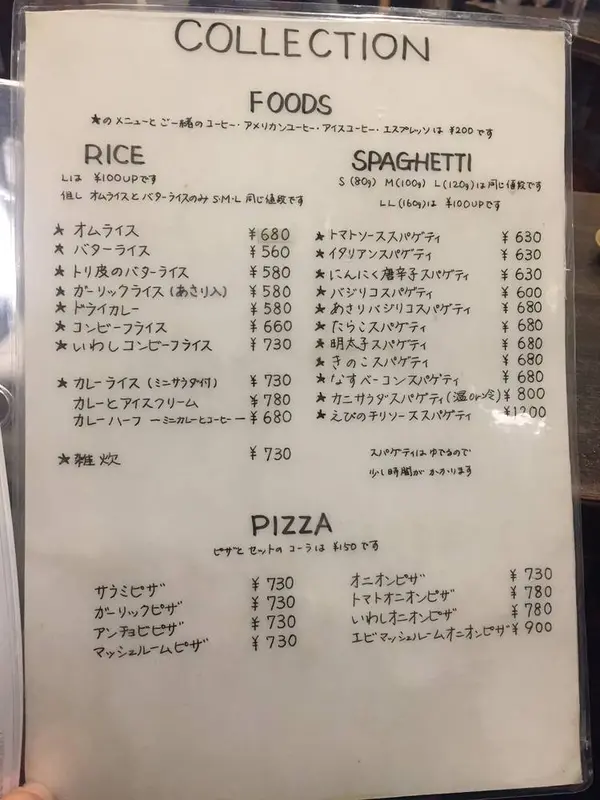 COLLECTION
FOODS
★のメニューとご一緒のコーヒー・アメリカンコーヒー・アイスコーヒー・エスプレッソは ¥200です
RICE
Lは ¥100UPです
但し オムライスとバターライスのみ S・M・L 同じ値段です
★ オムライス ¥680
★ バターライス ¥560
★ トリ皮のバターライス ¥580
★ ガーリックライス(あさり入) ¥580
★ ドライカレー ¥580
★ コンビーフライス ¥660
★ いわしコンビーフライス ¥730
★ カレーライス(ミニサラダ付) ¥730
カレーとアイスクリーム ¥780
カレーハーフ ーミニカレーとコーヒーー ¥680
★ 雑炊 ¥730
SPAGHETTI
S(80g) M(100g) L(120g)は同じ値段です
LL(160g)は ¥100UPです
★ トマトソーススパゲティ ¥630
★ イタリアンスパゲティ ¥630
★ にんにく唐辛子スパゲティ ¥630
★ バジリコスパゲティ ¥600
★ あさりバジリコスパゲティ ¥680
★ たらこスパゲティ ¥680
★ 明太子スパゲティ ¥680
★ きのこスパゲティ ¥680
★ なすベーコンスパゲティ ¥680
★ カニサラダスパゲティ(温or冷) ¥800
★ えびのチリソーススパゲティ ¥1200
スパゲティはゆでるので
少し時間がかかります
PIZZA
ピザとセットのコーラは ¥150です
サラミピザ ¥730
ガーリックピザ ¥730
アンチョビピザ ¥730
マッシュルームピザ ¥730
オニオンピザ ¥730
トマトオニオンピザ ¥780
いわしオニオンピザ ¥780
エビマッシュルームオニオンピザ ¥900